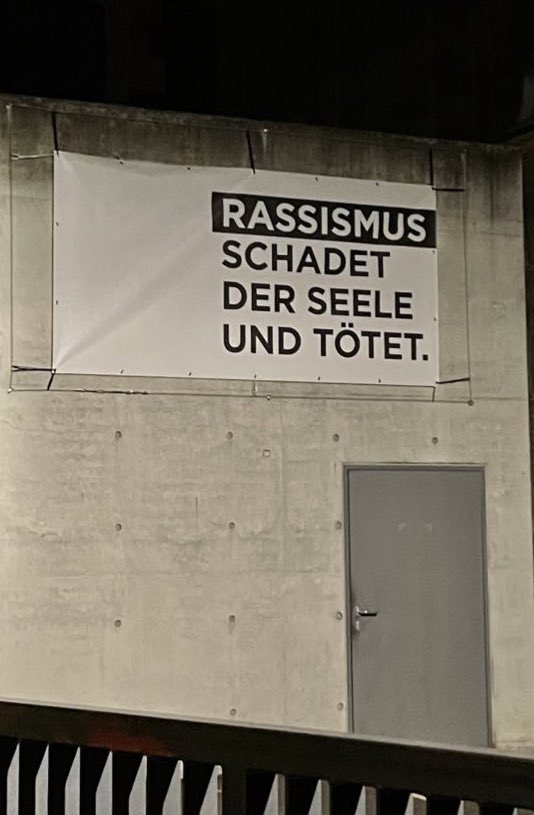 RASSISMUS
SCHADET
DER SEELE
UND TÖTET.